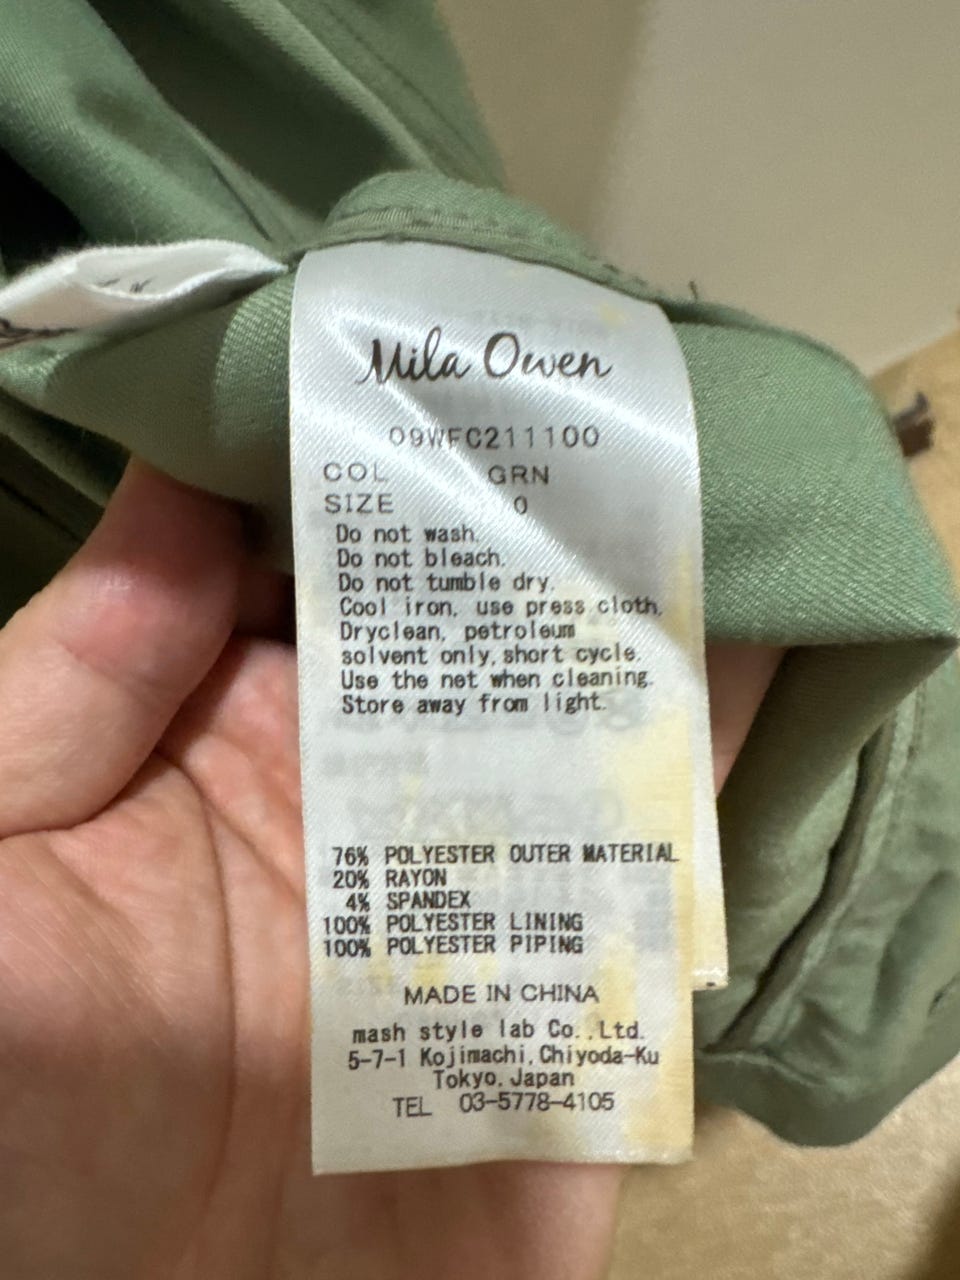 Mila Owen
09WFC211100
COL GRN
SIZE 0
Do not wash.
Do not bleach.
Do not tumble dry.
Cool iron, use press cloth.
Dryclean, petroleum
solvent only, short cycle.
Use the net when cleaning.
Store away from light.
76% POLYESTER OUTER MATERIAL
20% RAYON
4% SPANDEX
100% POLYESTER LINING
100% POLYESTER PIPING
MADE IN CHINA
mash style lab Co., Ltd.
5-7-1 Kojimachi, Chiyoda-Ku
Tokyo, Japan
TEL 03-5778-4105